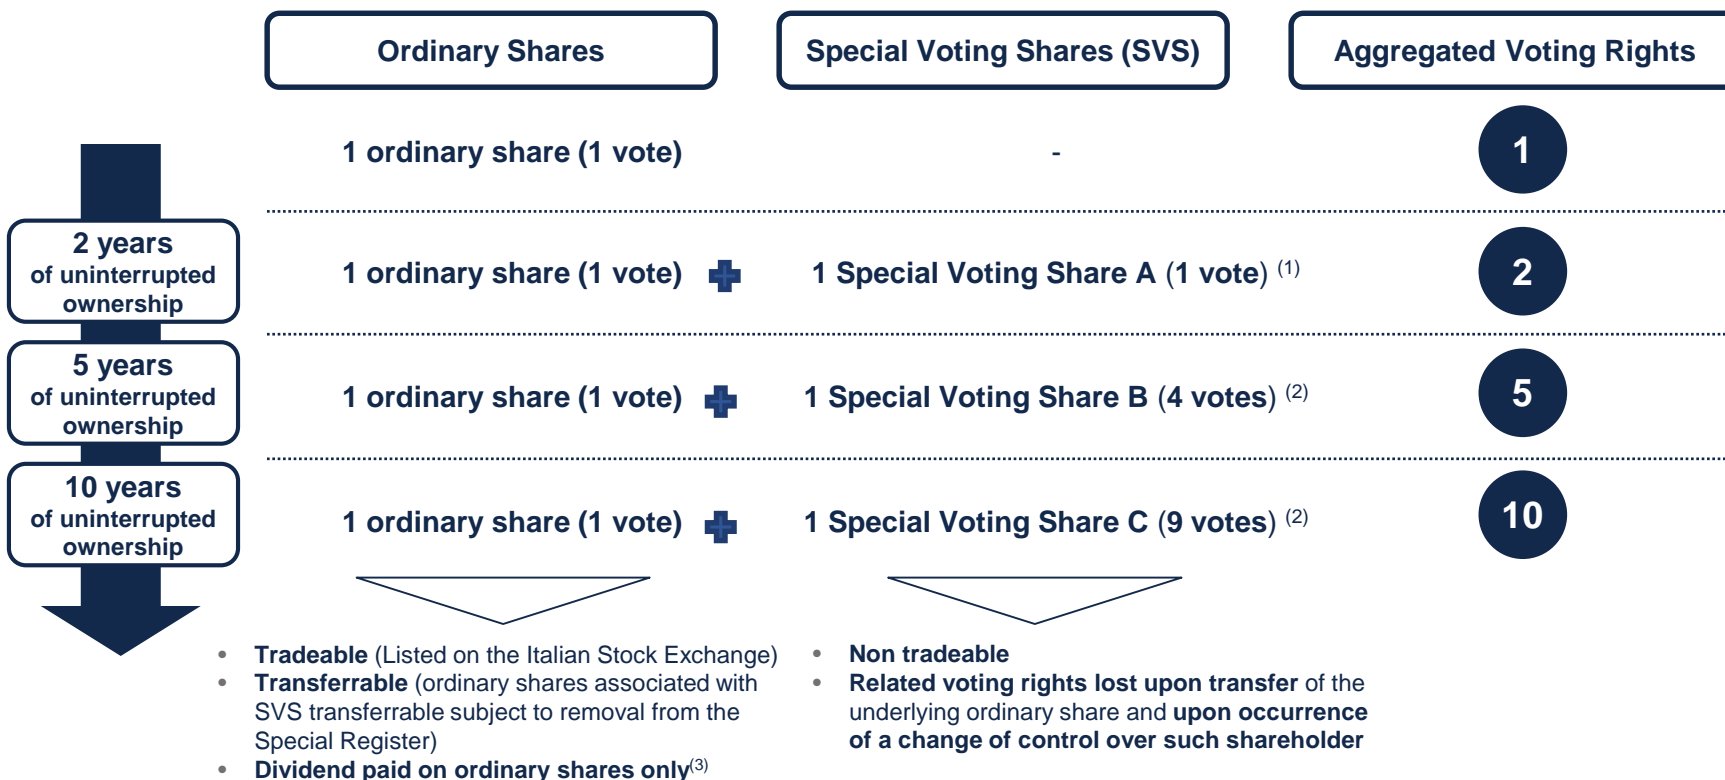 Ordinary Shares
Special Voting Shares (SVS)
Aggregated Voting Rights
1 ordinary share (1 vote)
-
1
2 years
of uninterrupted
ownership
1 ordinary share (1 vote)
1 Special Voting Share A (1 vote) (1)
2
5 years
of uninterrupted
ownership
1 ordinary share (1 vote)
1 Special Voting Share B (4 votes) (2)
5
10 years
of uninterrupted
ownership
1 ordinary share (1 vote)
1 Special Voting Share C (9 votes) (2)
10
• Tradeable (Listed on the Italian Stock Exchange)
• Transferrable (ordinary shares associated with
SVS transferrable subject to removal from the
Special Register)
• Dividend paid on ordinary shares only(3)
• Non tradeable
• Related voting rights lost upon transfer of the
underlying ordinary share and upon occurrence
of a change of control over such shareholder